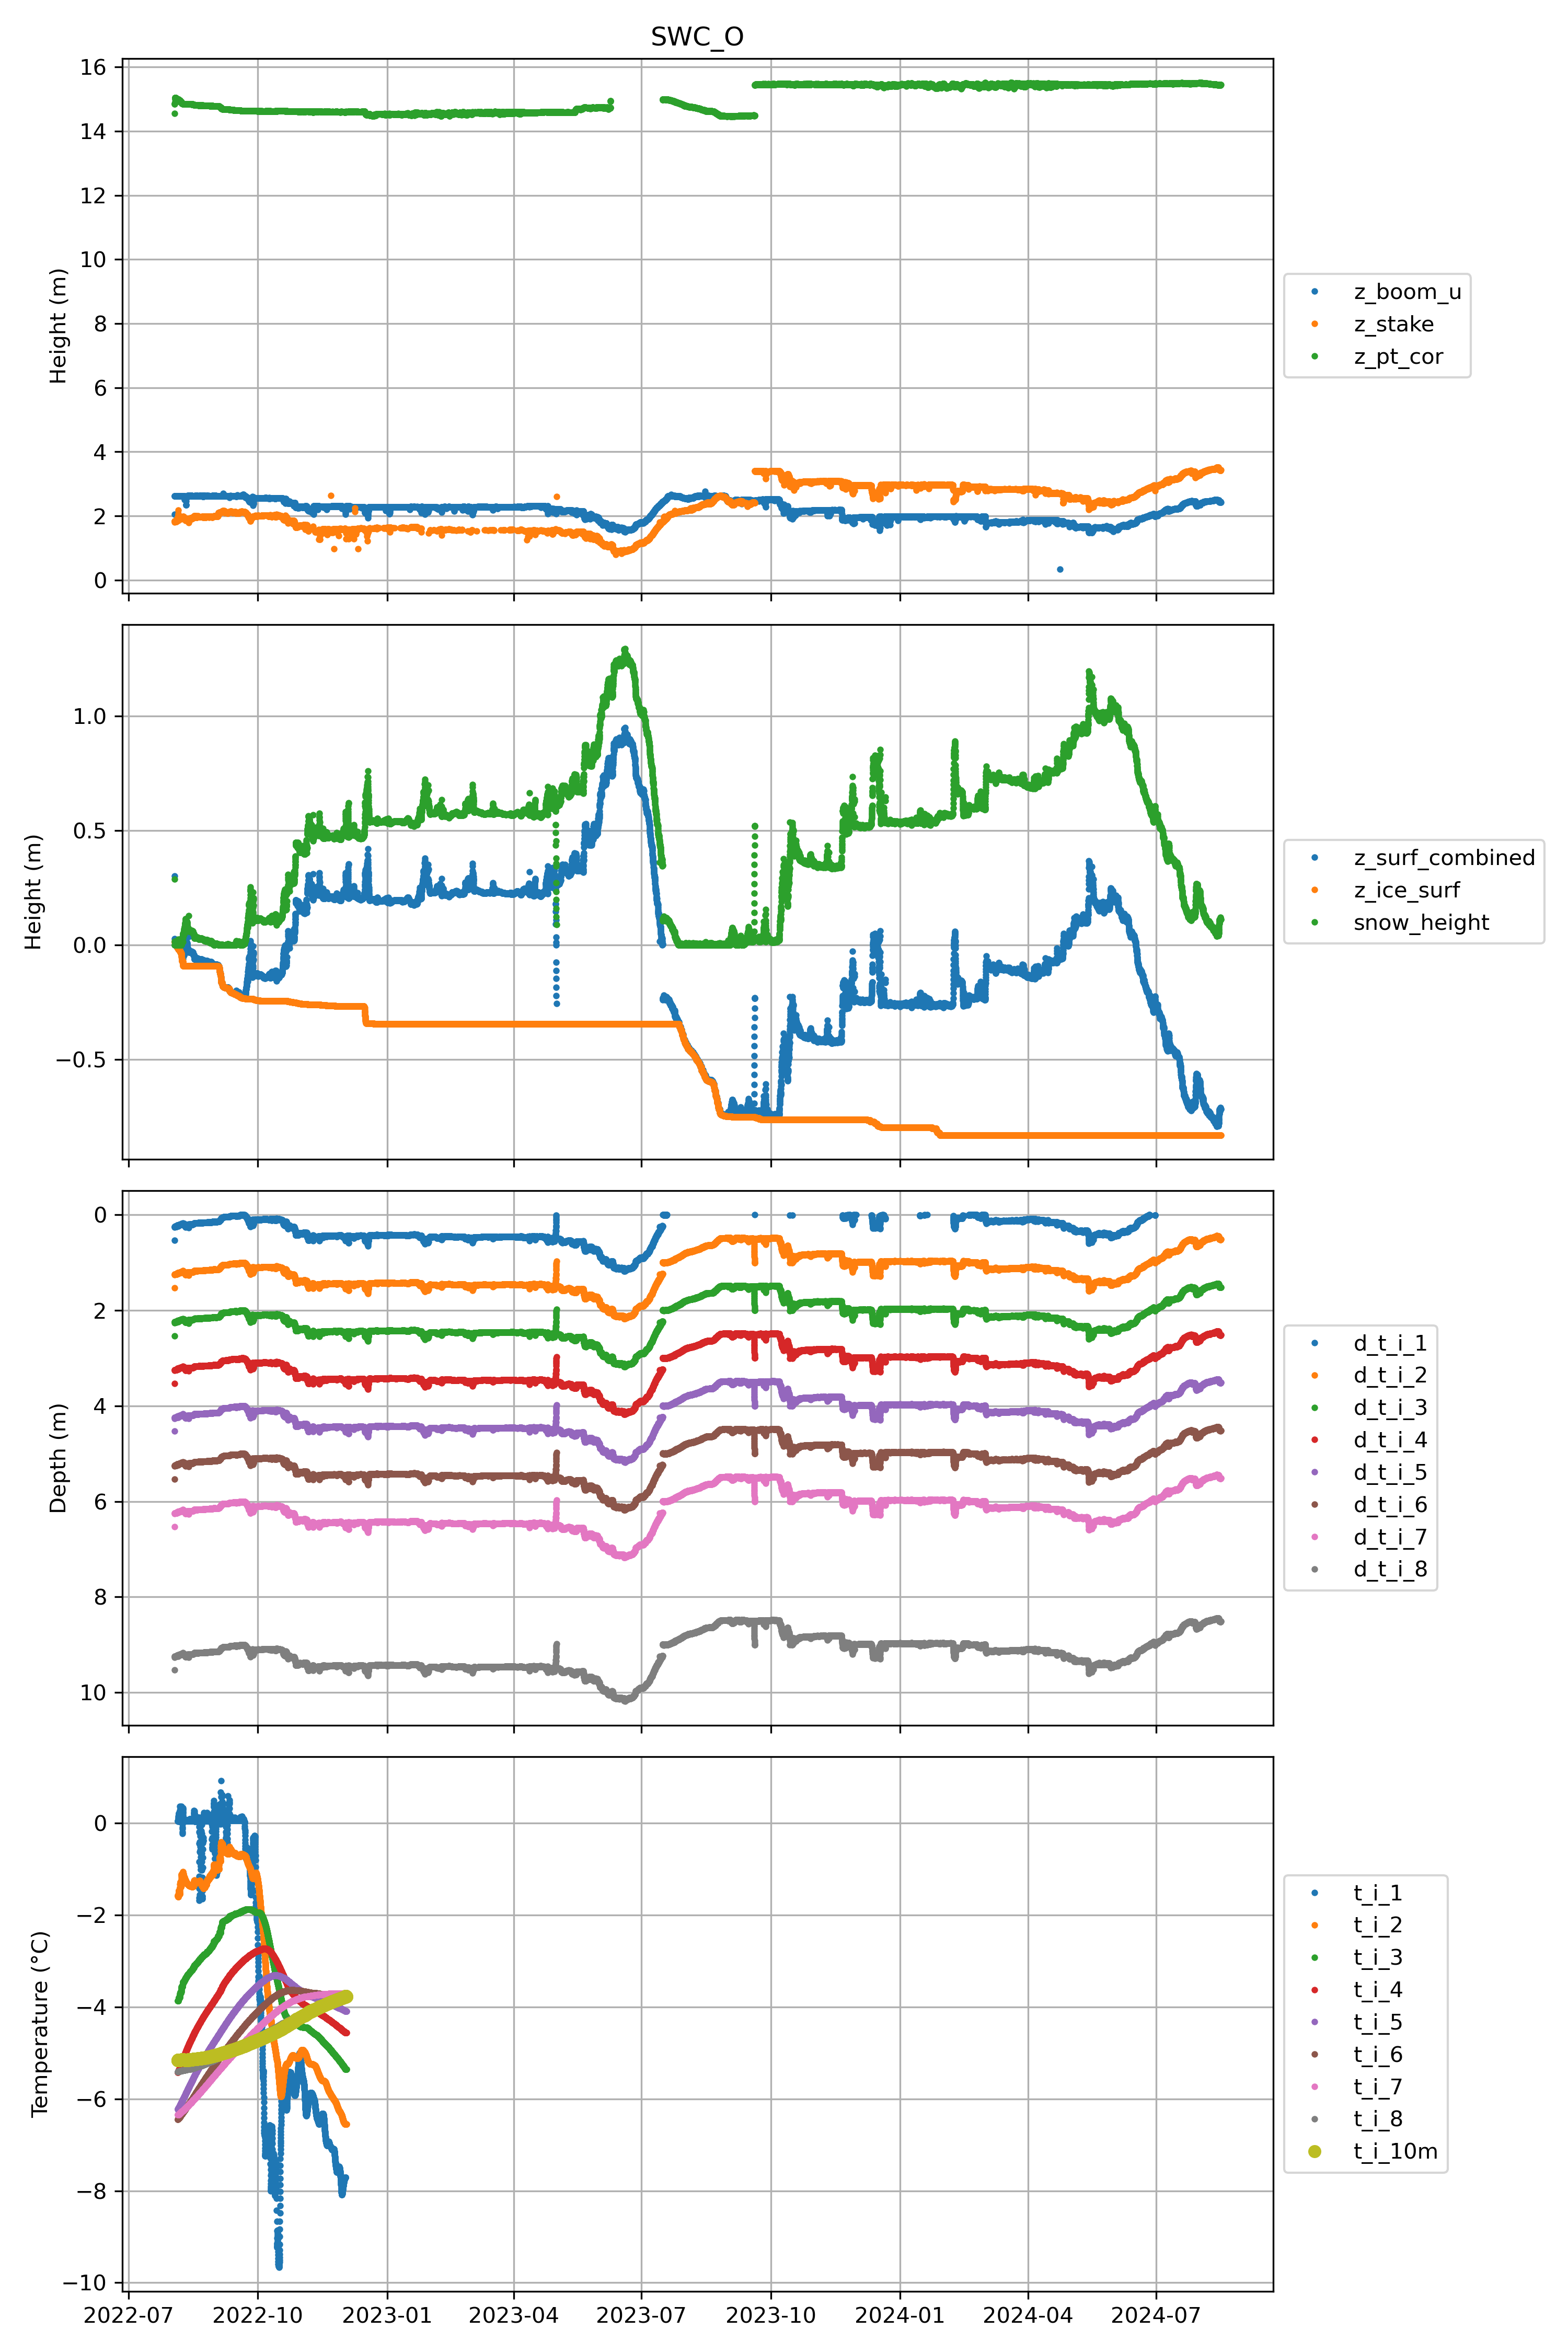 SWC_O
Height (m)
16
14
12
10
8
6
4
2
0
z_boom_u
z_stake
z_pt_cor
Height (m)
1.0
0.5
0.0
−0.5
z_surf_combined
z_ice_surf
snow_height
Depth (m)
0
2
4
6
8
10
d_t_i_1
d_t_i_2
d_t_i_3
d_t_i_4
d_t_i_5
d_t_i_6
d_t_i_7
d_t_i_8
Temperature (°C)
0
−2
−4
−6
−8
−10
t_i_1
t_i_2
t_i_3
t_i_4
t_i_5
t_i_6
t_i_7
t_i_8
t_i_10m
2022-07 2022-10 2023-01 2023-04 2023-07 2023-10 2024-01 2024-04 2024-07